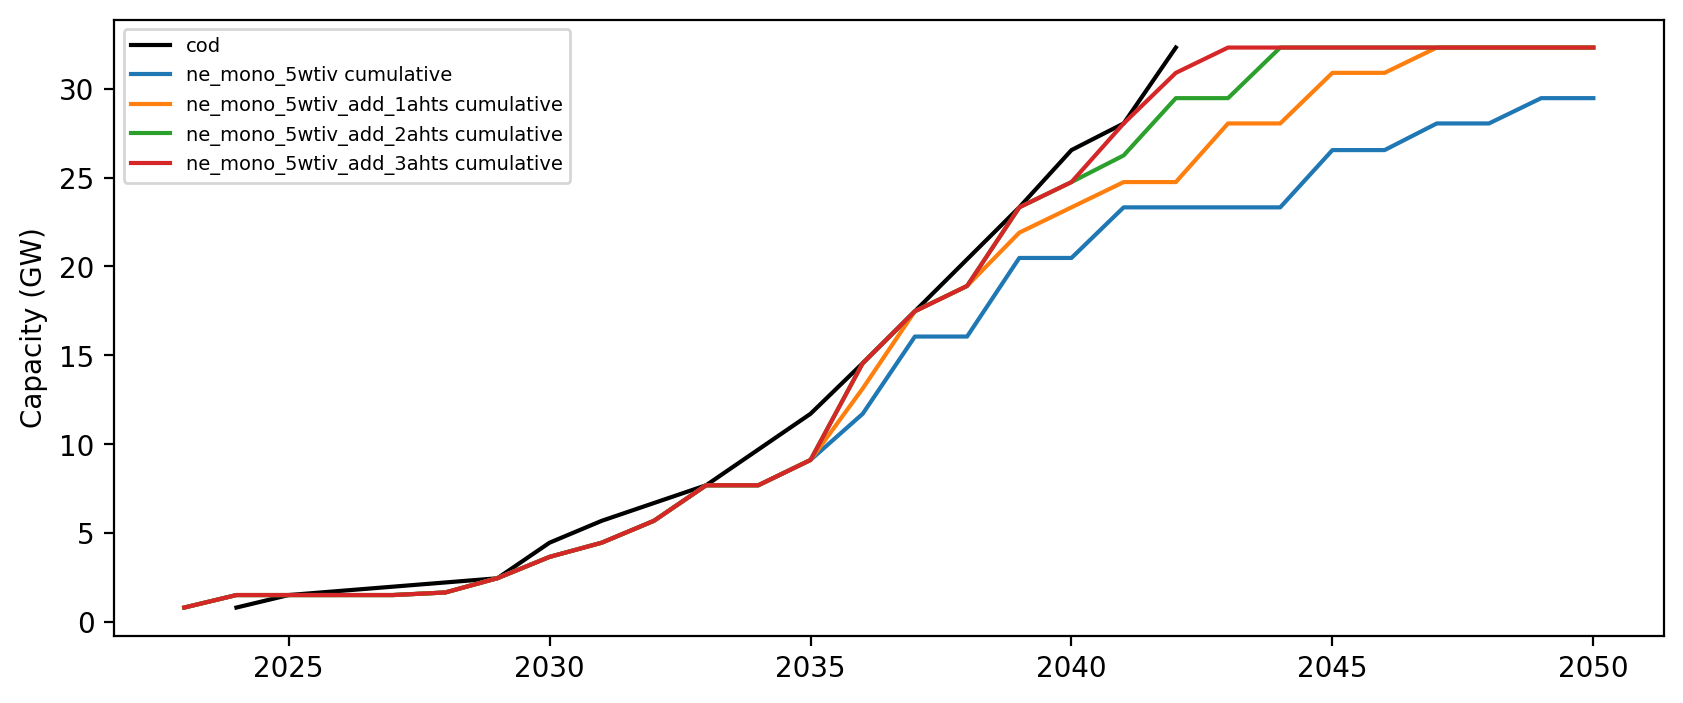 cod
ne_mono_5wtiv cumulative
ne_mono_5wtiv_add_1ahts cumulative
ne_mono_5wtiv_add_2ahts cumulative
ne_mono_5wtiv_add_3ahts cumulative
Capacity (GW)
30
25
20
15
10
5
0
2025 2030 2035 2040 2045 2050